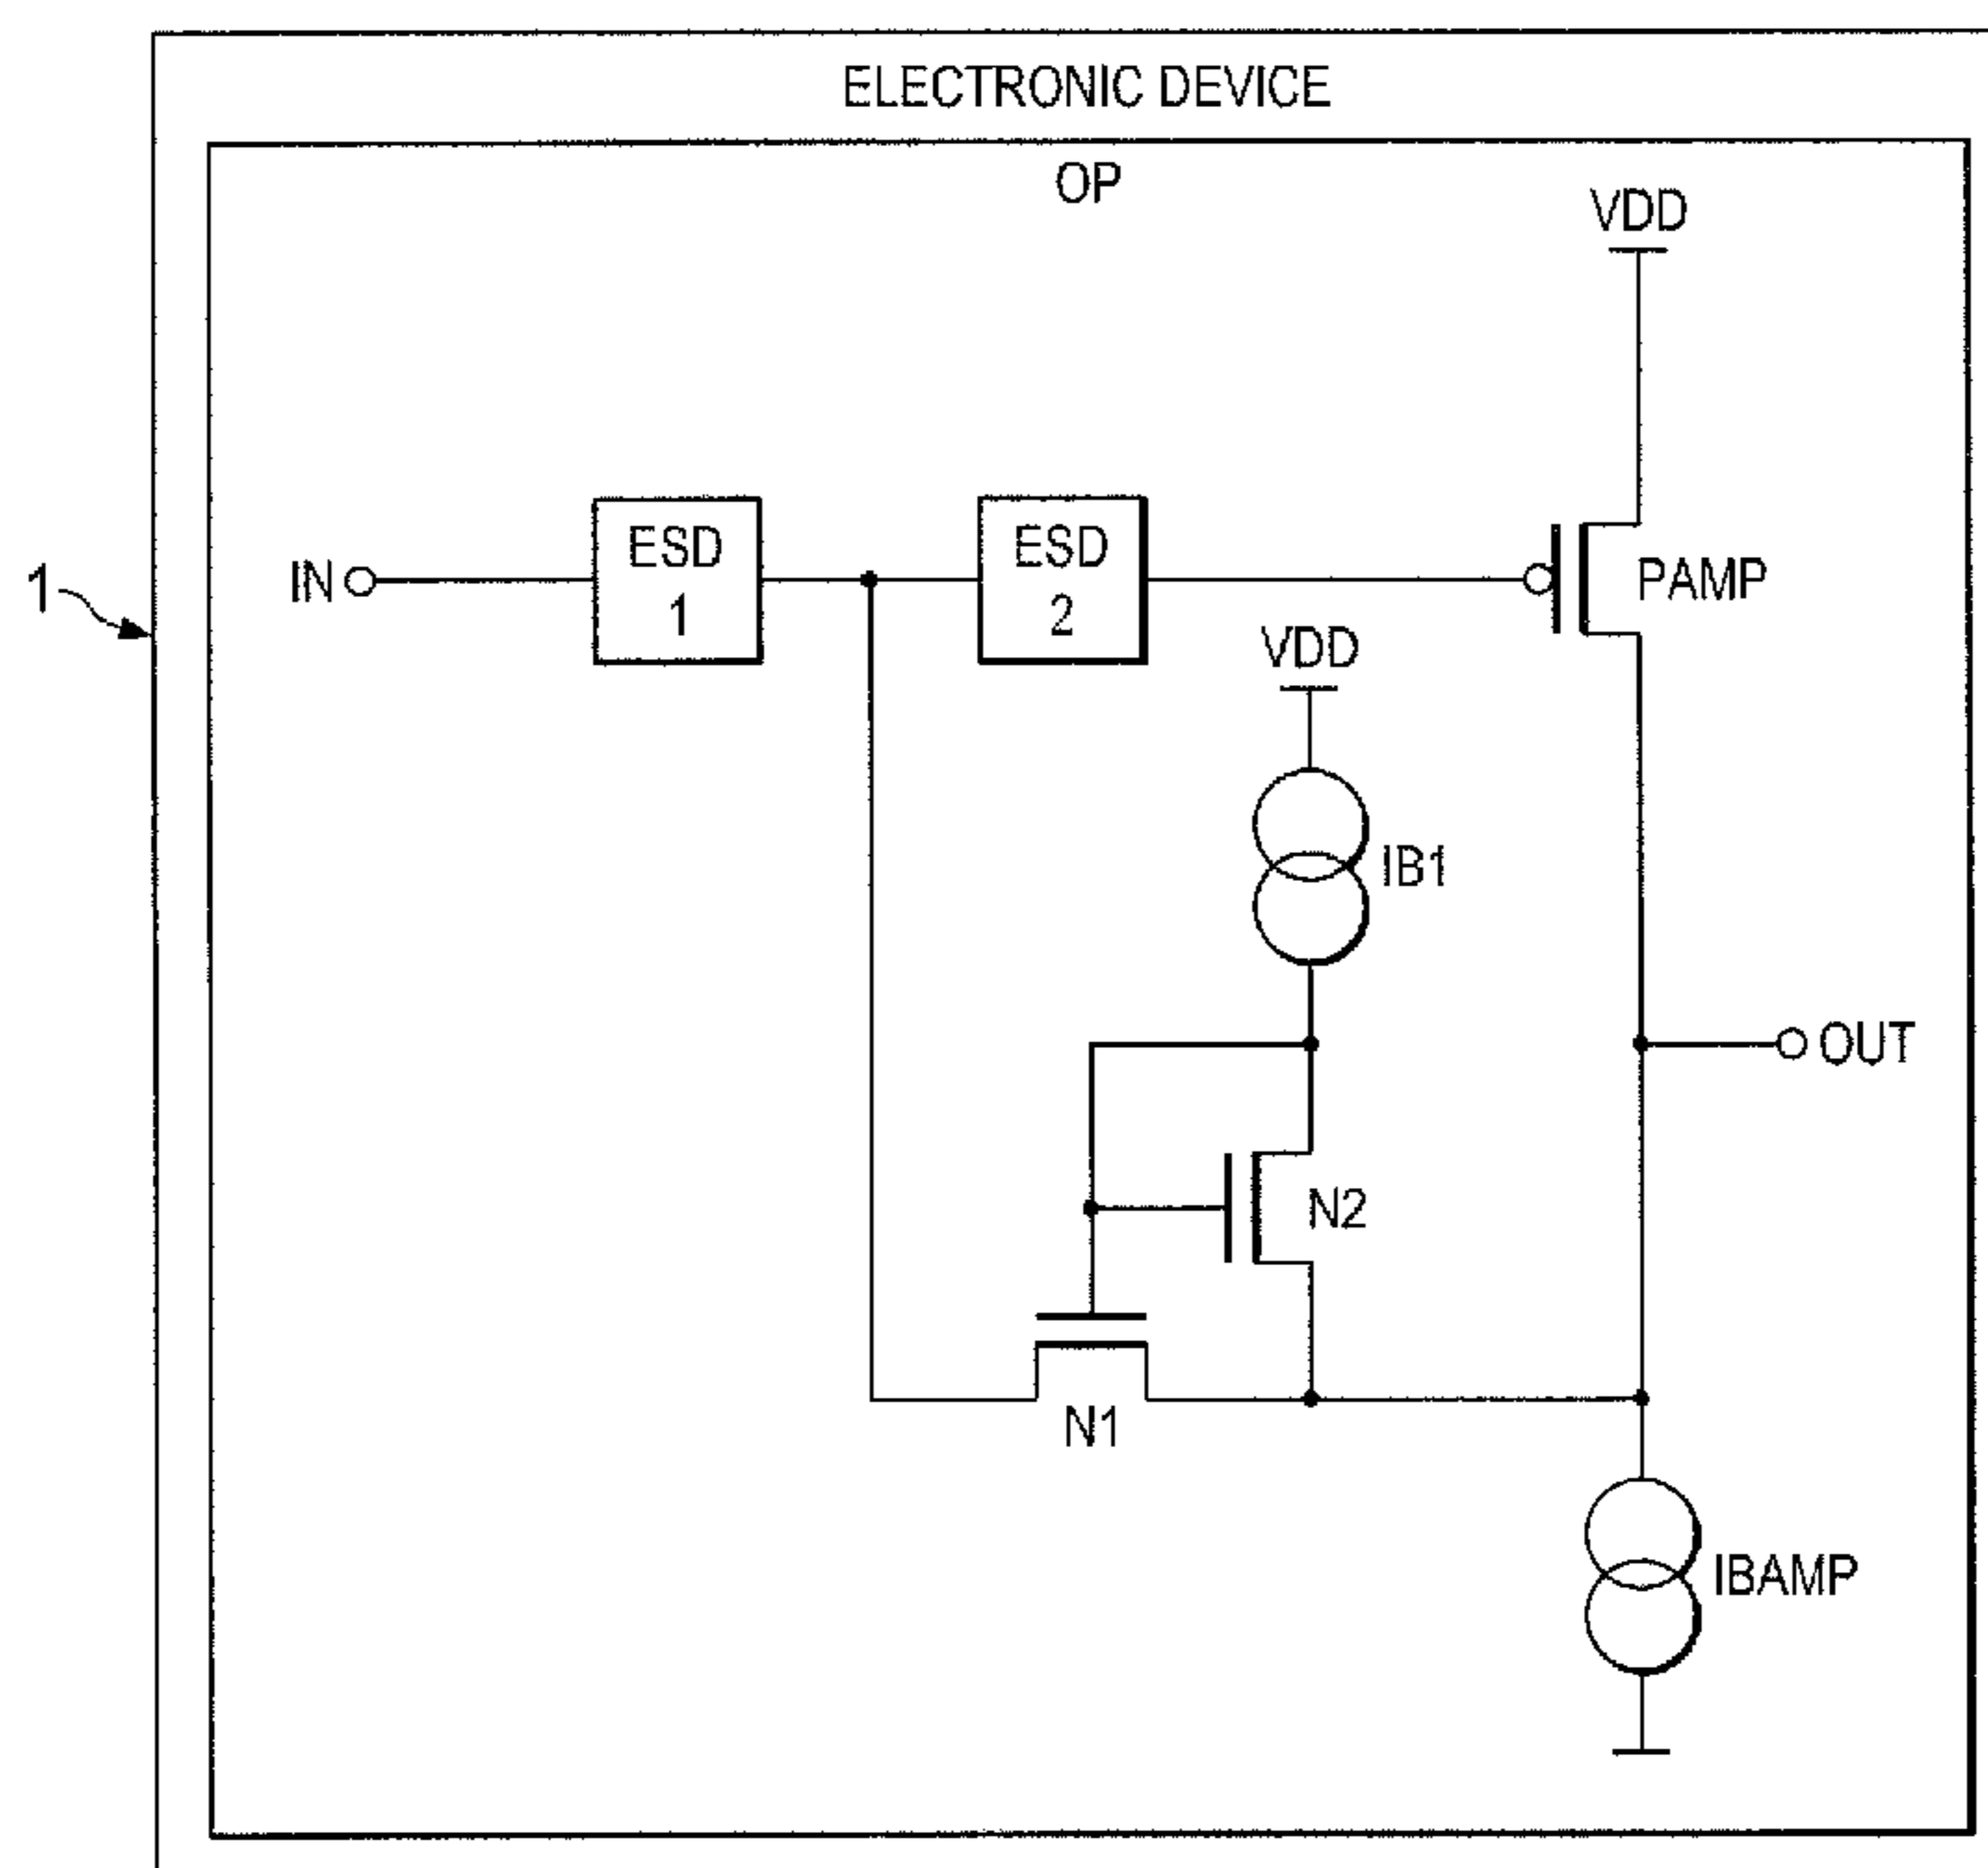 ELECTRONIC DEVICE
OP
VDD
IN
ESD
1
ESD
2
PAMP
1
VDD
IB1
OUT
N2
N1
IBAMP